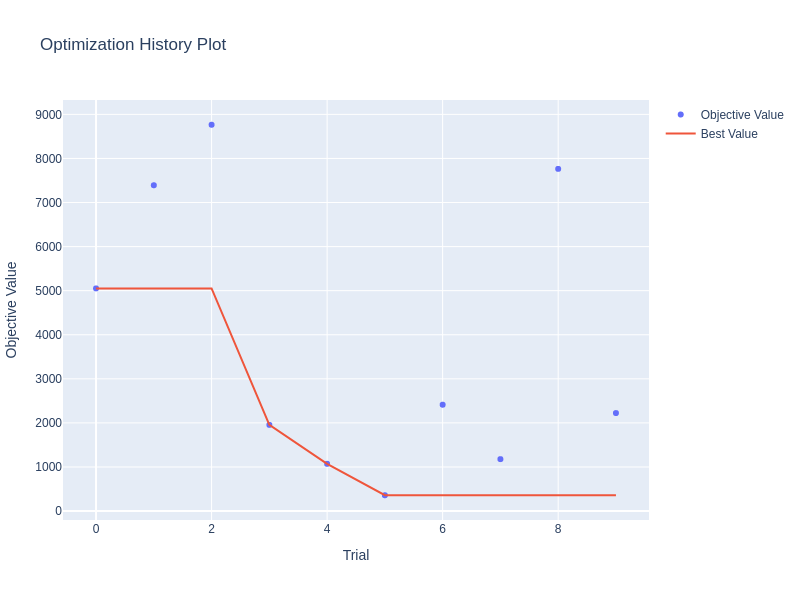 Optimization History Plot
Objective Value
Best Value
9000
8000
7000
6000
5000
4000
3000
2000
1000
0
Objective Value
0 2 4 6 8
Trial